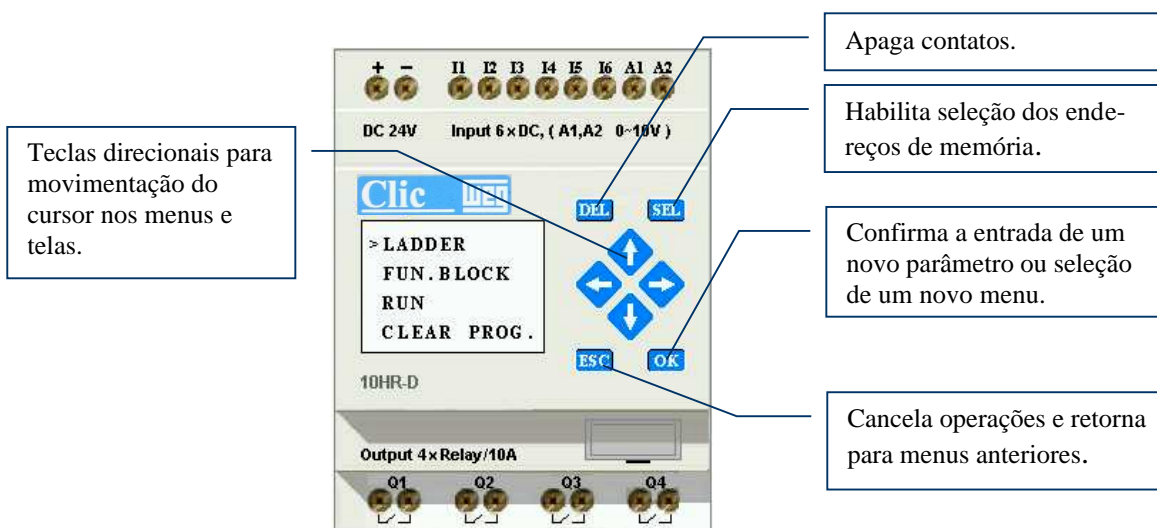 Apaga contatos.
Habilita seleção dos ende-
reços de memória.
Teclas direcionais para
movimentação do
cursor nos menus e
telas.
Confirma a entrada de um
novo parâmetro ou seleção
de um novo menu.
Cancela operações e retorna
para menus anteriores.
+ − I1 I2 I3 I4 I5 I6 A1 A2
DC 24V Input 6×DC, ( A1,A2 0~10V )
Clic WEG
DEL SEL
>LADDER
FUN.BLOCK
RUN
CLEAR PROG.
ESC OK
10HR-D
Output 4×Relay/10A
Q1 Q2 Q3 Q4